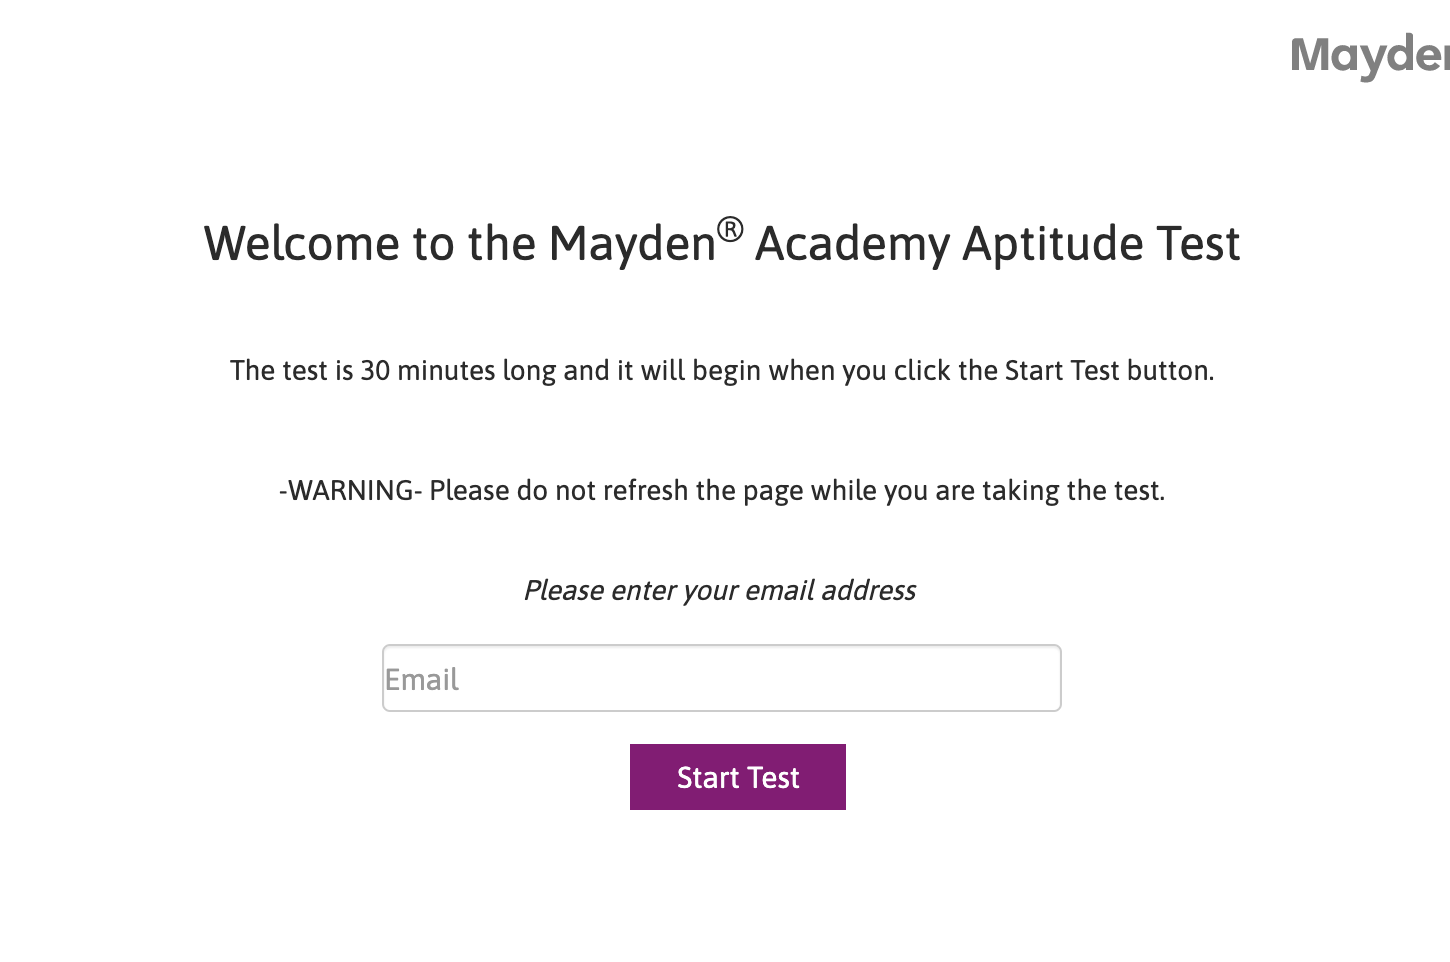 Mayden
Welcome to the Mayden® Academy Aptitude Test
The test is 30 minutes long and it will begin when you click the Start Test button.
-WARNING- Please do not refresh the page while you are taking the test.
Please enter your email address
Email
Start Test